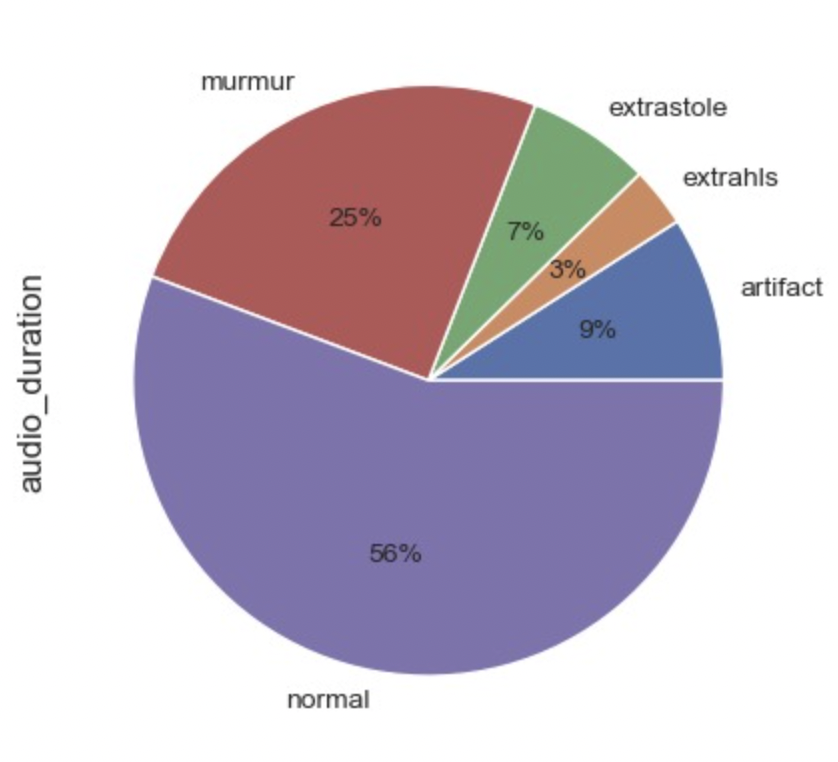 murmur
extrastole
extrahls
artifact
25%
7%
3%
9%
audio_duration
56%
normal